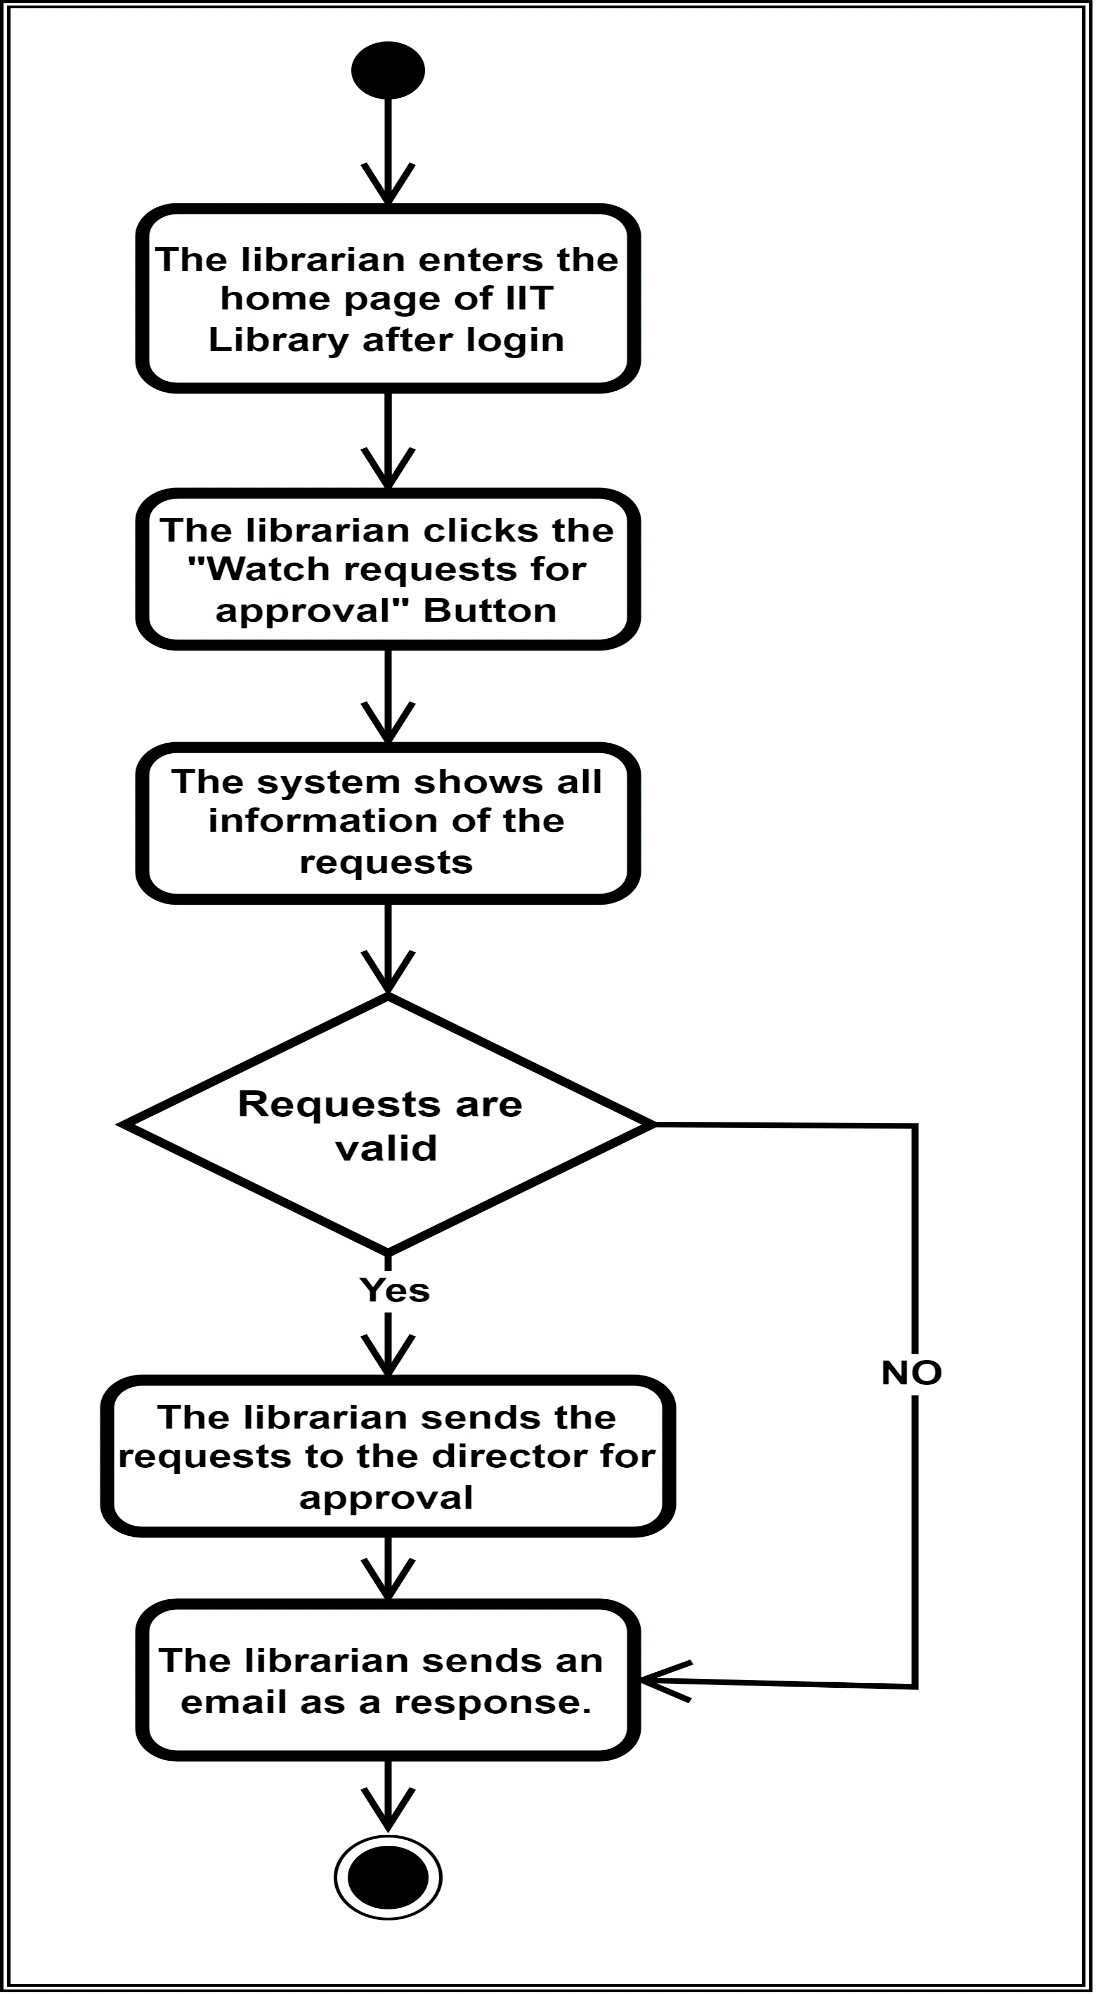 The librarian enters the
home page of IIT
Library after login
The librarian clicks the
"Watch requests for
approval" Button
The system shows all
information of the
requests
Requests are
valid
Yes
NO
The librarian sends the
requests to the director for
approval
The librarian sends an
email as a response.